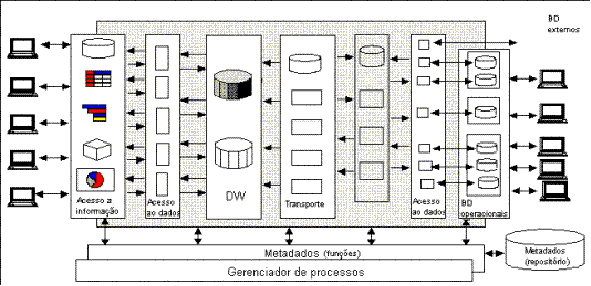 BD
externos
Acesso a
informação
Acesso
ao dados
DW
Transporte
Acesso
ao dados
BD
operacionais
Metadados (funções)
Gerenciador de processos
Metadados
(repositório)